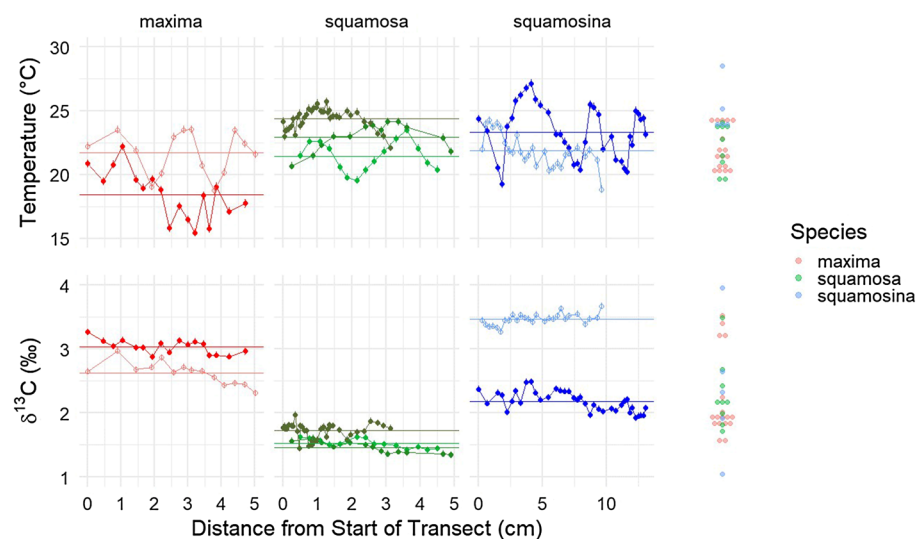 maxima squamosa squamosina
Temperature (°C)
30
25
20
15
δ¹³C (‰)
4
3
2
1
0 1 2 3 4 5 0 1 2 3 4 5 0 5 10
Distance from Start of Transect (cm)
Species
maxima
squamosa
squamosina